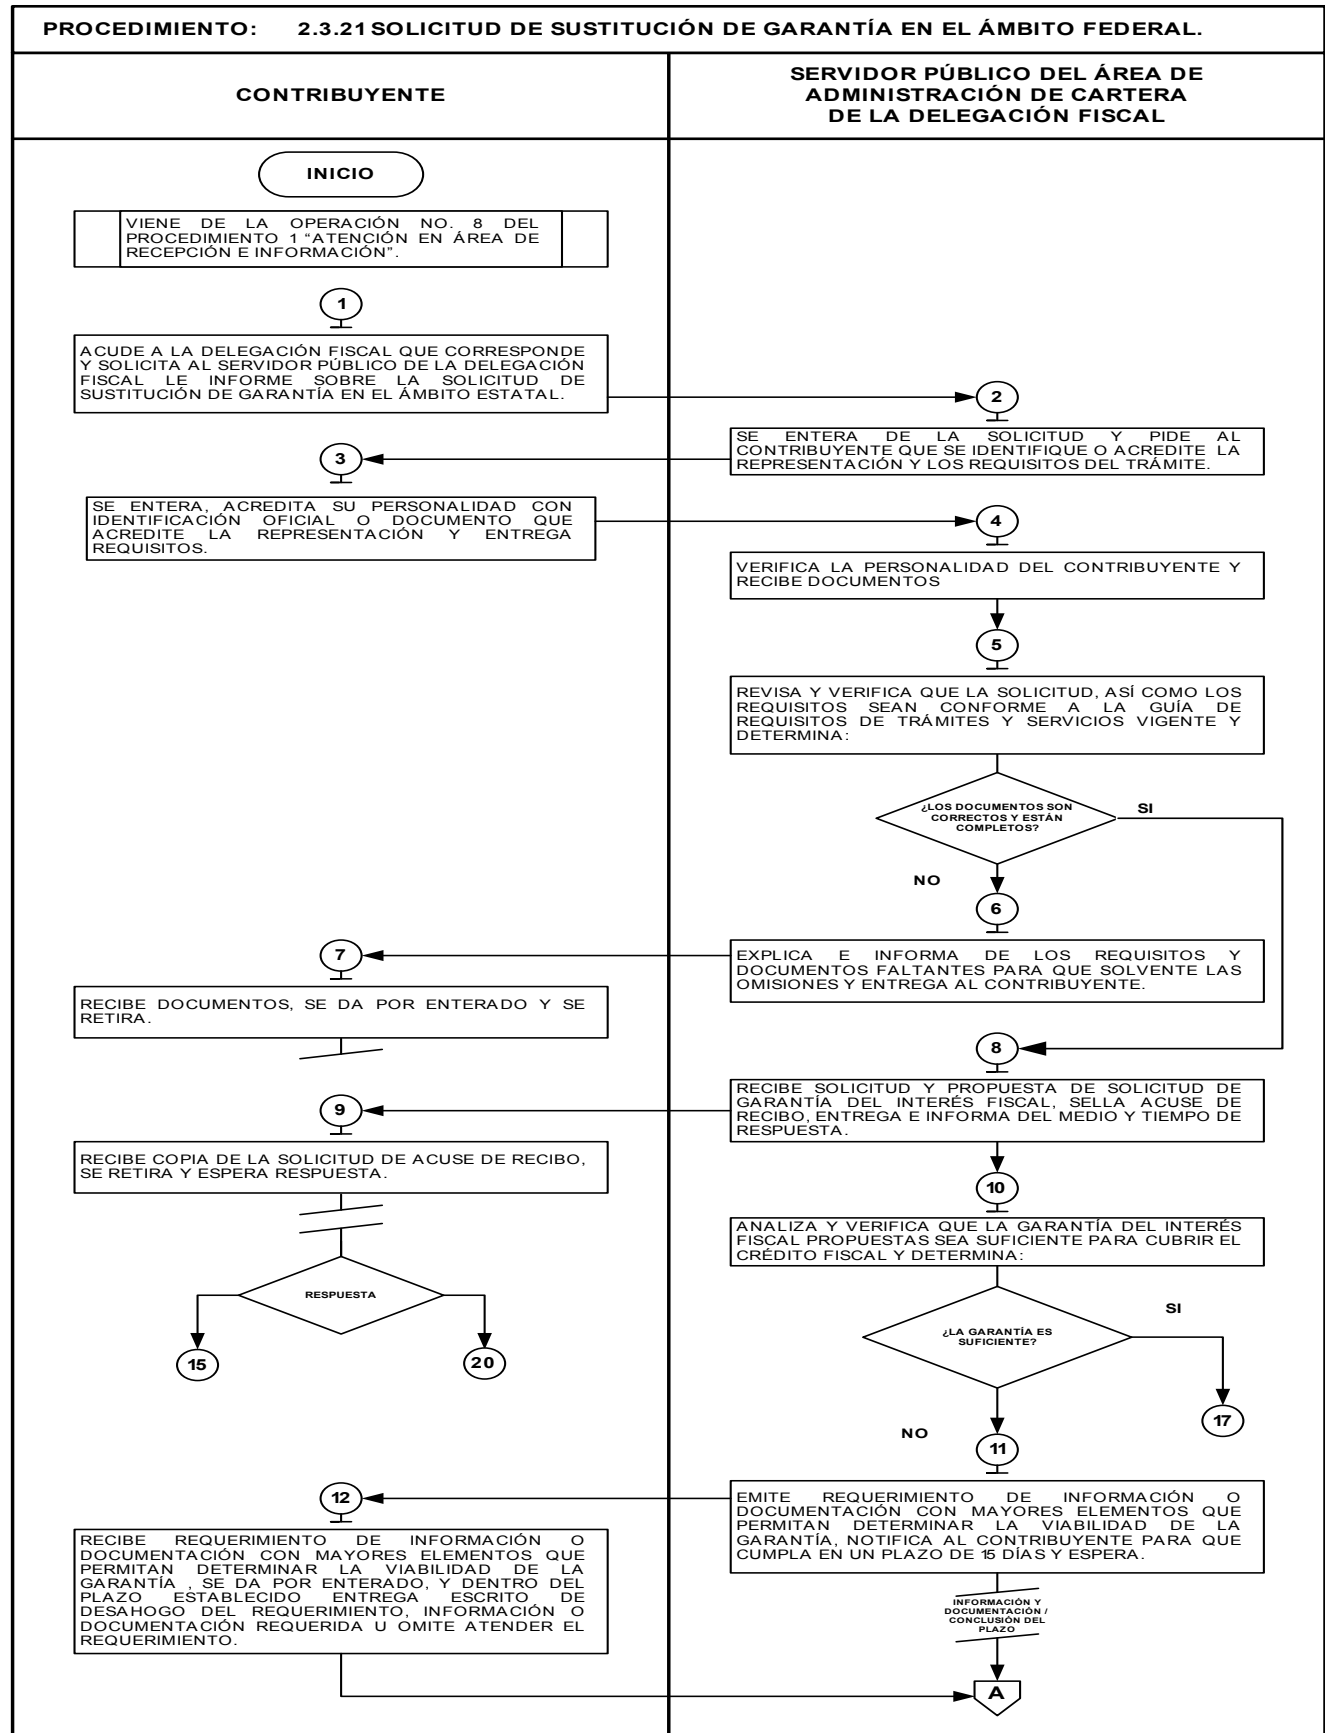 PROCEDIMIENTO: 2.3.21 SOLICITUD DE SUSTITUCIÓN DE GARANTÍA EN EL ÁMBITO FEDERAL.
CONTRIBUYENTE
SERVIDOR PÚBLICO DEL ÁREA DE
ADMINISTRACIÓN DE CARTERA
DE LA DELEGACIÓN FISCAL
INICIO
VIENE DE LA OPERACIÓN NO. 8 DEL
PROCEDIMIENTO 1 "ATENCIÓN EN ÁREA DE
RECEPCIÓN E INFORMACIÓN".
1
ACUDE A LA DELEGACIÓN FISCAL QUE CORRESPONDE
Y SOLICITA AL SERVIDOR PÚBLICO DE LA DELEGACIÓN
FISCAL LE INFORME SOBRE LA SOLICITUD DE
SUSTITUCIÓN DE GARANTÍA EN EL ÁMBITO ESTATAL.
2
SE ENTERA DE LA SOLICITUD Y PIDE AL
CONTRIBUYENTE QUE SE IDENTIFIQUE O ACREDITE LA
REPRESENTACIÓN Y LOS REQUISITOS DEL TRÁMITE.
3
SE ENTERA, ACREDITA SU PERSONALIDAD CON
IDENTIFICACIÓN OFICIAL O DOCUMENTO QUE
ACREDITE LA REPRESENTACIÓN Y ENTREGA
REQUISITOS.
4
VERIFICA LA PERSONALIDAD DEL CONTRIBUYENTE Y
RECIBE DOCUMENTOS
5
REVISA Y VERIFICA QUE LA SOLICITUD, ASÍ COMO LOS
REQUISITOS SEAN CONFORME A LA GUÍA DE
REQUISITOS DE TRÁMITES Y SERVICIOS VIGENTE Y
DETERMINA:
¿LOS DOCUMENTOS SON
CORRECTOS Y ESTÁN
COMPLETOS?
SI
NO
6
EXPLICA E INFORMA DE LOS REQUISITOS Y
DOCUMENTOS FALTANTES PARA QUE SOLVENTE LAS
OMISIONES Y ENTREGA AL CONTRIBUYENTE.
7
RECIBE DOCUMENTOS, SE DA POR ENTERADO Y SE
RETIRA.
8
RECIBE SOLICITUD Y PROPUESTA DE SOLICITUD DE
GARANTÍA DEL INTERÉS FISCAL, SELLA ACUSE DE
RECIBO, ENTREGA E INFORMA DEL MEDIO Y TIEMPO DE
RESPUESTA.
9
RECIBE COPIA DE LA SOLICITUD DE ACUSE DE RECIBO,
SE RETIRA Y ESPERA RESPUESTA.
RESPUESTA
15
20
10
ANALIZA Y VERIFICA QUE LA GARANTÍA DEL INTERÉS
FISCAL PROPUESTAS SEA SUFICIENTE PARA CUBRIR EL
CRÉDITO FISCAL Y DETERMINA:
¿LA GARANTÍA ES
SUFICIENTE?
SI
17
NO
11
EMITE REQUERIMIENTO DE INFORMACIÓN O
DOCUMENTACIÓN CON MAYORES ELEMENTOS QUE
PERMITAN DETERMINAR LA VIABILIDAD DE LA
GARANTÍA, NOTIFICA AL CONTRIBUYENTE PARA QUE
CUMPLA EN UN PLAZO DE 15 DÍAS Y ESPERA.
12
RECIBE REQUERIMIENTO DE INFORMACIÓN O
DOCUMENTACIÓN CON MAYORES ELEMENTOS QUE
PERMITAN DETERMINAR LA VIABILIDAD DE LA
GARANTÍA , SE DA POR ENTERADO, Y DENTRO DEL
PLAZO ESTABLECIDO ENTREGA ESCRITO DE
DESAHOGO DEL REQUERIMIENTO, INFORMACIÓN O
DOCUMENTACIÓN REQUERIDA U OMITE ATENDER EL
REQUERIMIENTO.
INFORMACIÓN Y
DOCUMENTACIÓN /
CONCLUSIÓN DEL
PLAZO
A